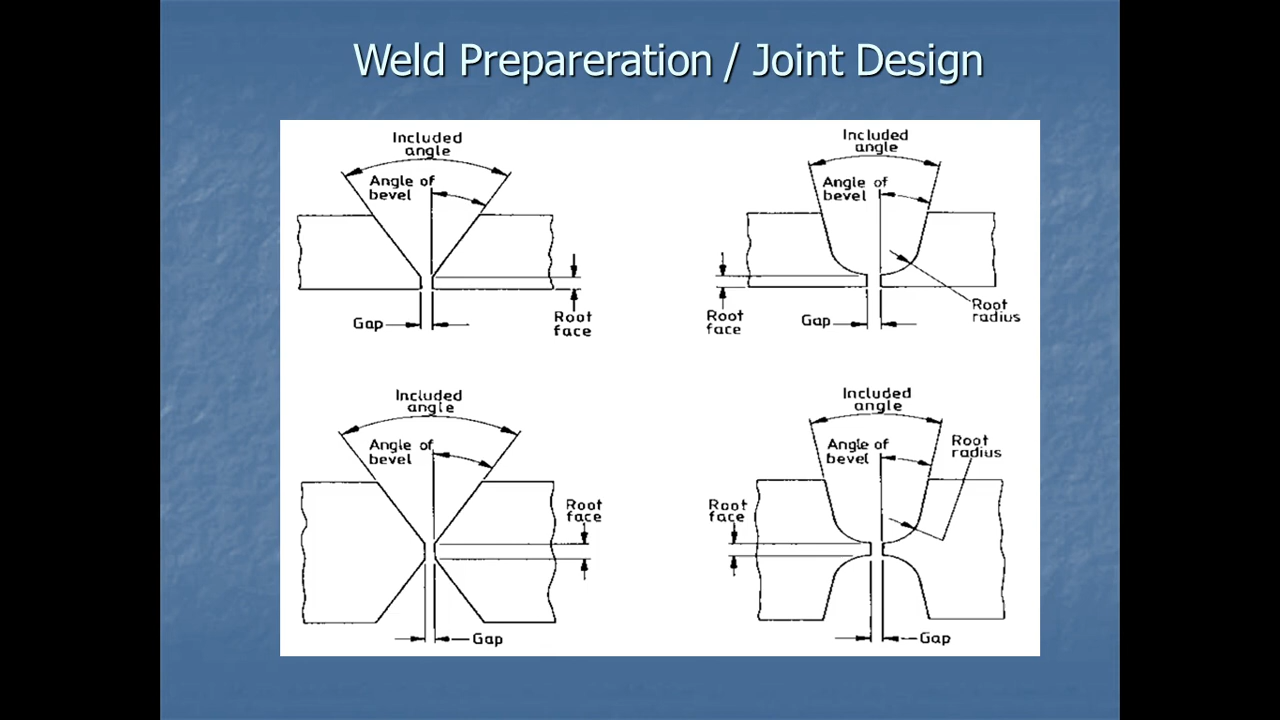 Weld Prepareration / Joint Design
Included
angle
Angle of
bevel
Gap
Root
face
Included
angle
Angle of
bevel
Root
face
Gap
Root
radius
Included
angle
Angle of
bevel
Root
face
Gap
Included
angle
Angle of
bevel
Root
radius
Root
face
Gap